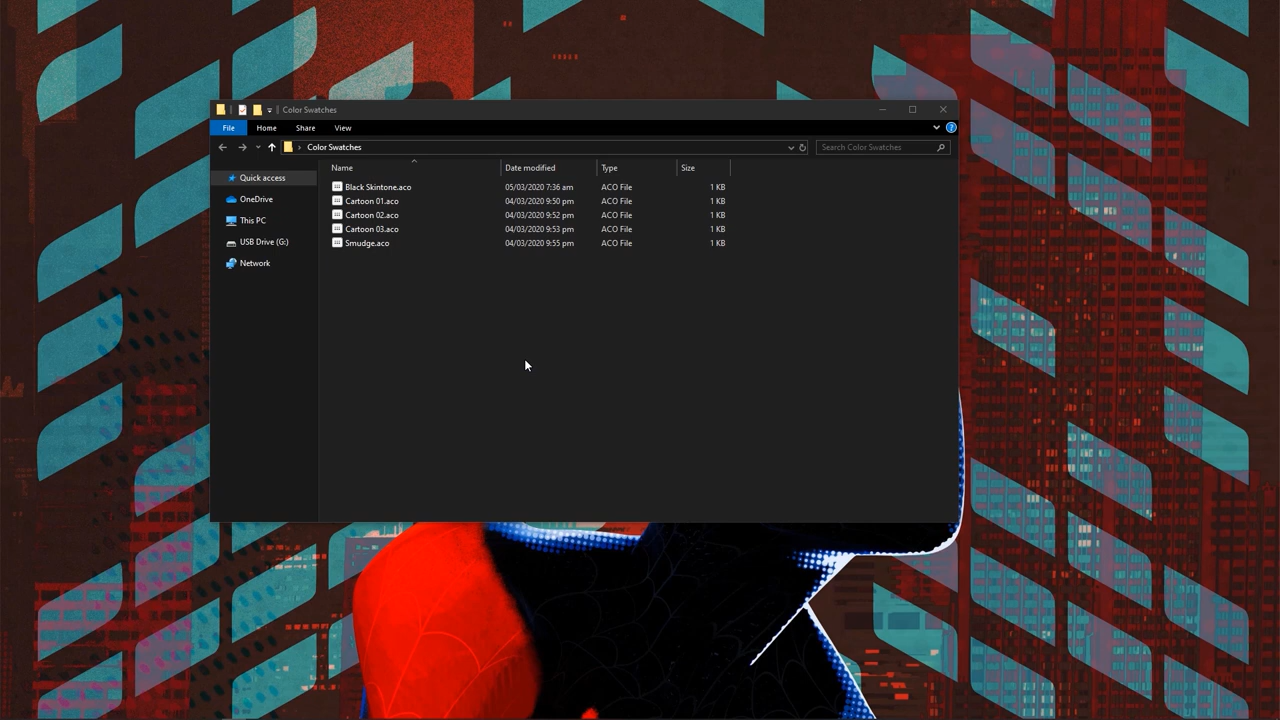 Color Swatches
File Home Share View
Color Swatches
Search Color Swatches
Name Date modified Type Size
Quick access
OneDrive
This PC
USB Drive (G:)
Network
Black Skintone.aco 05/03/2020 7:36 am ACO File 1 KB
Cartoon 01.aco 04/03/2020 9:50 pm ACO File 1 KB
Cartoon 02.aco 04/03/2020 9:52 pm ACO File 1 KB
Cartoon 03.aco 04/03/2020 9:53 pm ACO File 1 KB
Smudge.aco 04/03/2020 9:55 pm ACO File 1 KB